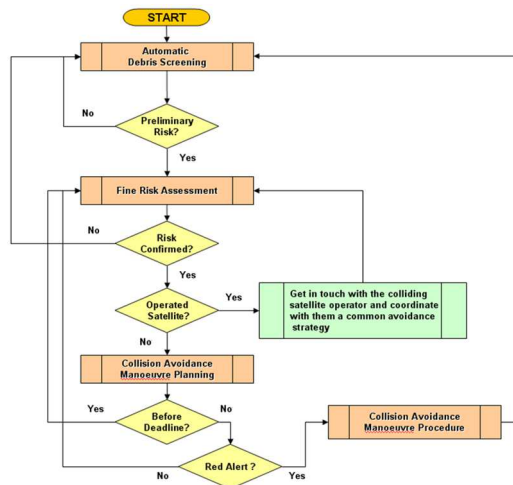 START
Automatic
Debris Screening
No
Preliminary
Risk?
Yes
Fine Risk Assessment
No
Risk
Confirmed?
Yes
Operated
Satellite?
Yes
Get in touch with the colliding
satellite operator and coordinate
with them a common avoidance
strategy
No
Collision Avoidance
Manoeuvre Planning
Yes
Before
Deadline?
No
Collision Avoidance
Manoeuvre Procedure
No
Red Alert ?
Yes